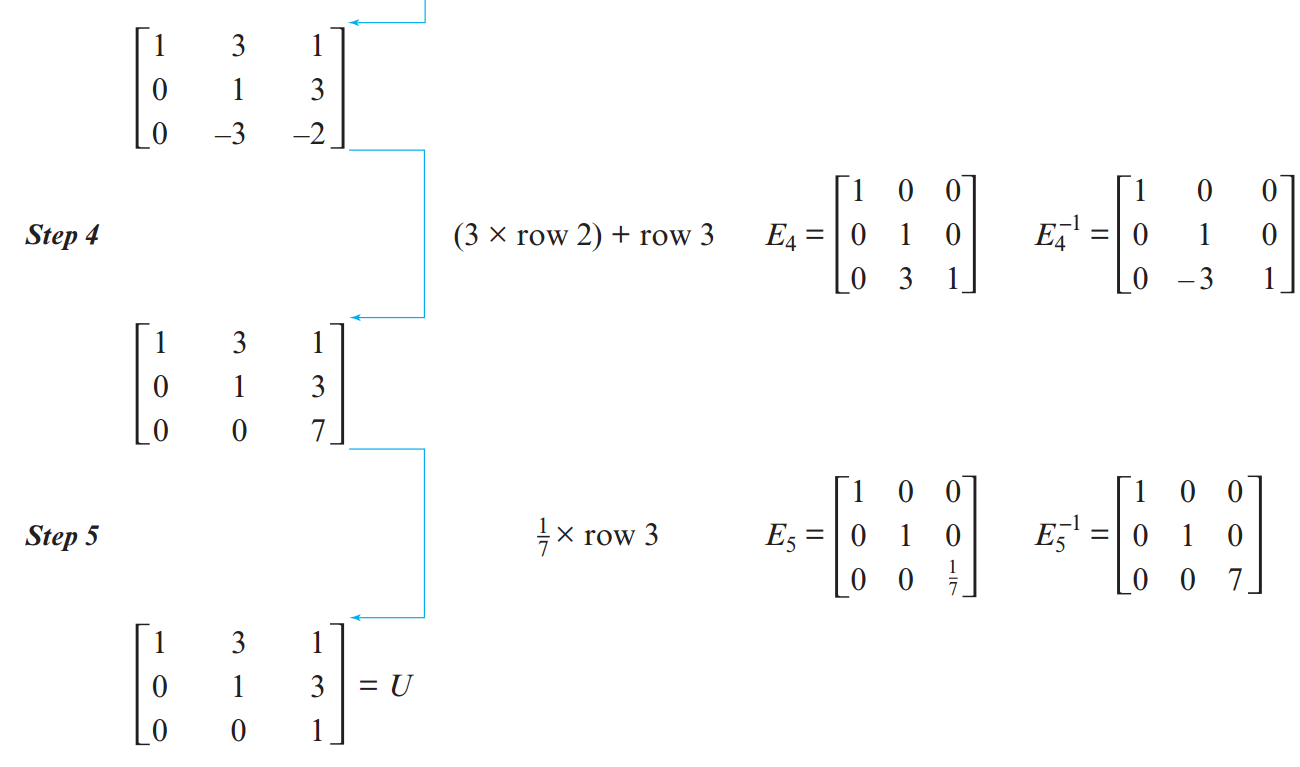 [1 3 1
0 1 3
0 –3 –2]
Step 4 (3 × row 2) + row 3 E₄ = [1 0 0
0 1 0
0 3 1] E₄⁻¹ = [1 0 0
0 1 0
0 –3 1]
[1 3 1
0 1 3
0 0 7]
Step 5 1/7 × row 3 E₅ = [1 0 0
0 1 0
0 0 1/7] E₅⁻¹ = [1 0 0
0 1 0
0 0 7]
[1 3 1
0 1 3
0 0 1] = U